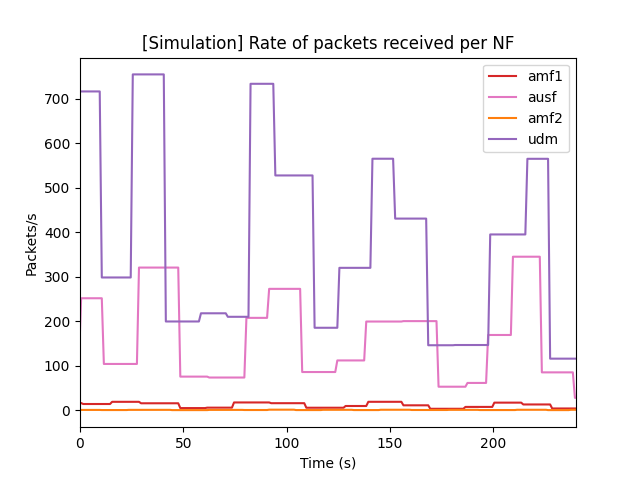 [Simulation] Rate of packets received per NF
amf1
ausf
amf2
udm
Packets/s
700
600
500
400
300
200
100
0
0 50 100 150 200
Time (s)